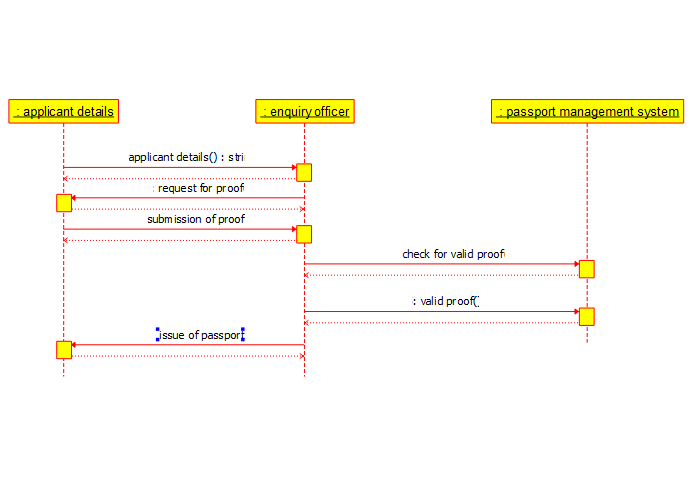 : applicant details
: enquiry officer
: passport management system
applicant details() : stri
: request for proof
submission of proof
check for valid proof
: valid proof(
issue of passport